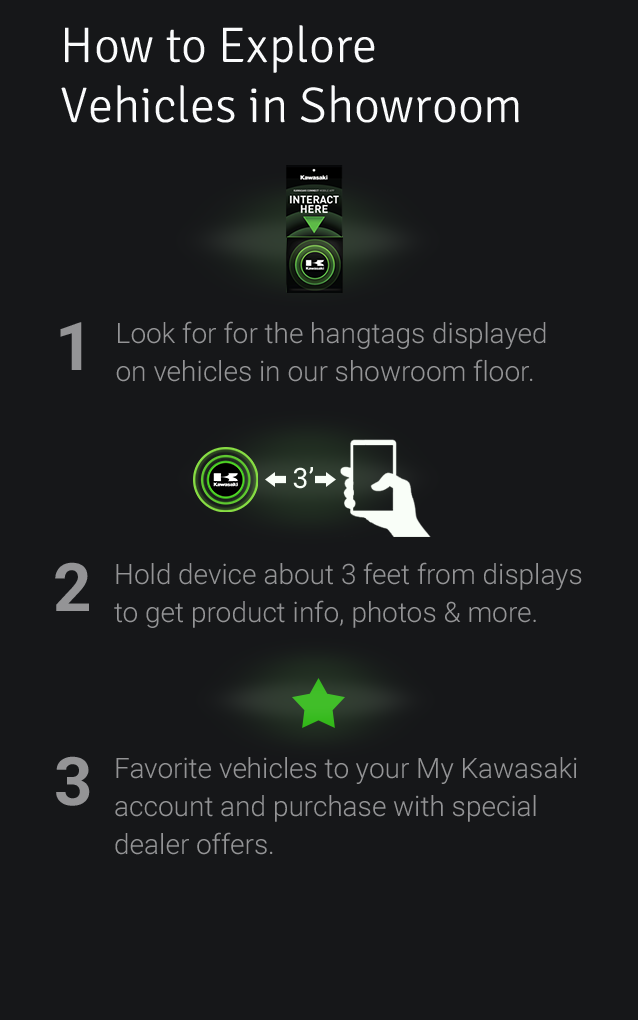 How to Explore
Vehicles in Showroom
Kawasaki
INTERACT
HERE
Kawasaki
1 Look for for the hangtags displayed
on vehicles in our showroom floor.
Kawasaki
3’
2 Hold device about 3 feet from displays
to get product info, photos & more.
3 Favorite vehicles to your My Kawasaki
account and purchase with special
dealer offers.